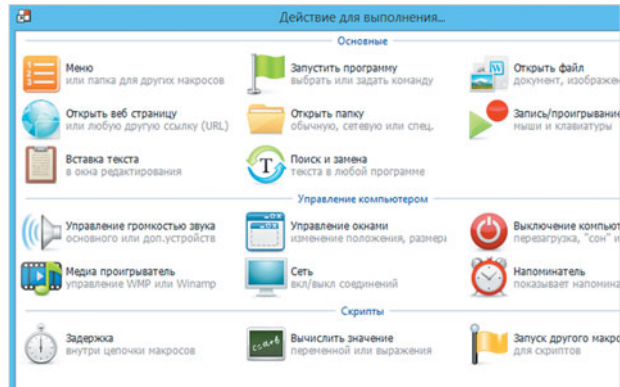 Действие для выполнения...
Основные
Меню
или папка для других макросов
Запустить программу
выбрать или задать команду
Открыть файл
документ, изображен
Открыть веб страницу
или любую другую ссылку (URL)
Открыть папку
обычную, сетевую или спец.
Запись/проигрывание
мыши и клавиатуры
Вставка текста
в окна редактирования
Поиск и замена
текста в любой программе
Управление компьютером
Управление громкостью звука
основного или доп.устройств
Управление окнами
изменение положения, размера
Выключение компьют
перезагрузка, "сон" и
Медиа проигрыватель
управление WMP или Winamp
Сеть
вкл/выкл соединений
Напоминатель
показывает напомина
Скрипты
Задержка
внутри цепочки макросов
Вычислить значение
переменной или выражения
Запуск другого макро
для скриптов